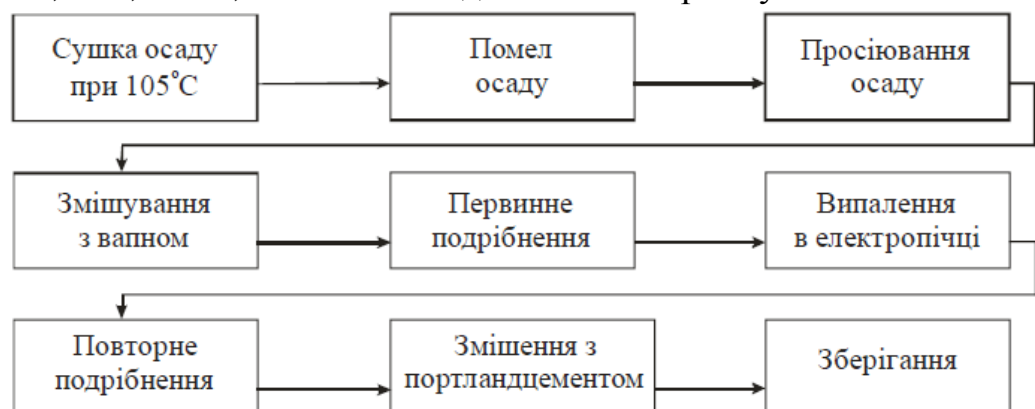 Сушка осаду
при 105°С
Помел
осаду
Просіювання
осаду
Змішування
з вапном
Первинне
подрібнення
Випалення
в електропічці
Повторне
подрібнення
Змішення з
портландцементом
Зберігання